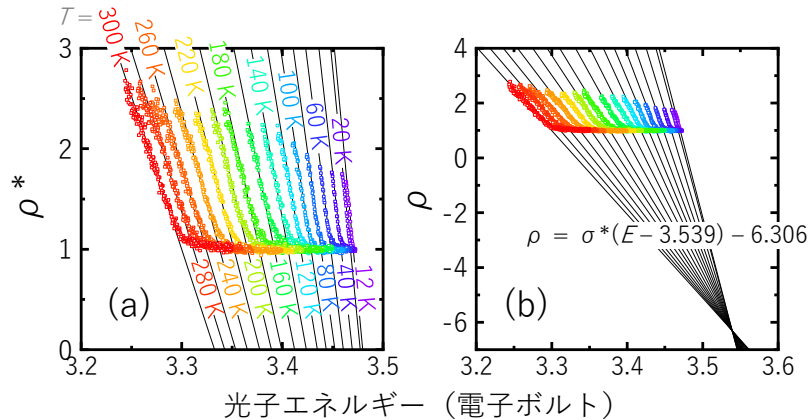 T =
300 K
260 K
220 K
180 K
140 K
100 K
60 K
20 K
280 K
240 K
200 K
160 K
120 K
80 K
40 K
12 K
3
2
1
0
ρ*
(a)
3.2 3.3 3.4 3.5
4
2
0
-2
-4
-6
ρ
ρ = σ*(E－3.539)－6.306
(b)
3.2 3.3 3.4 3.5 3.6
光子エネルギー（電子ボルト）